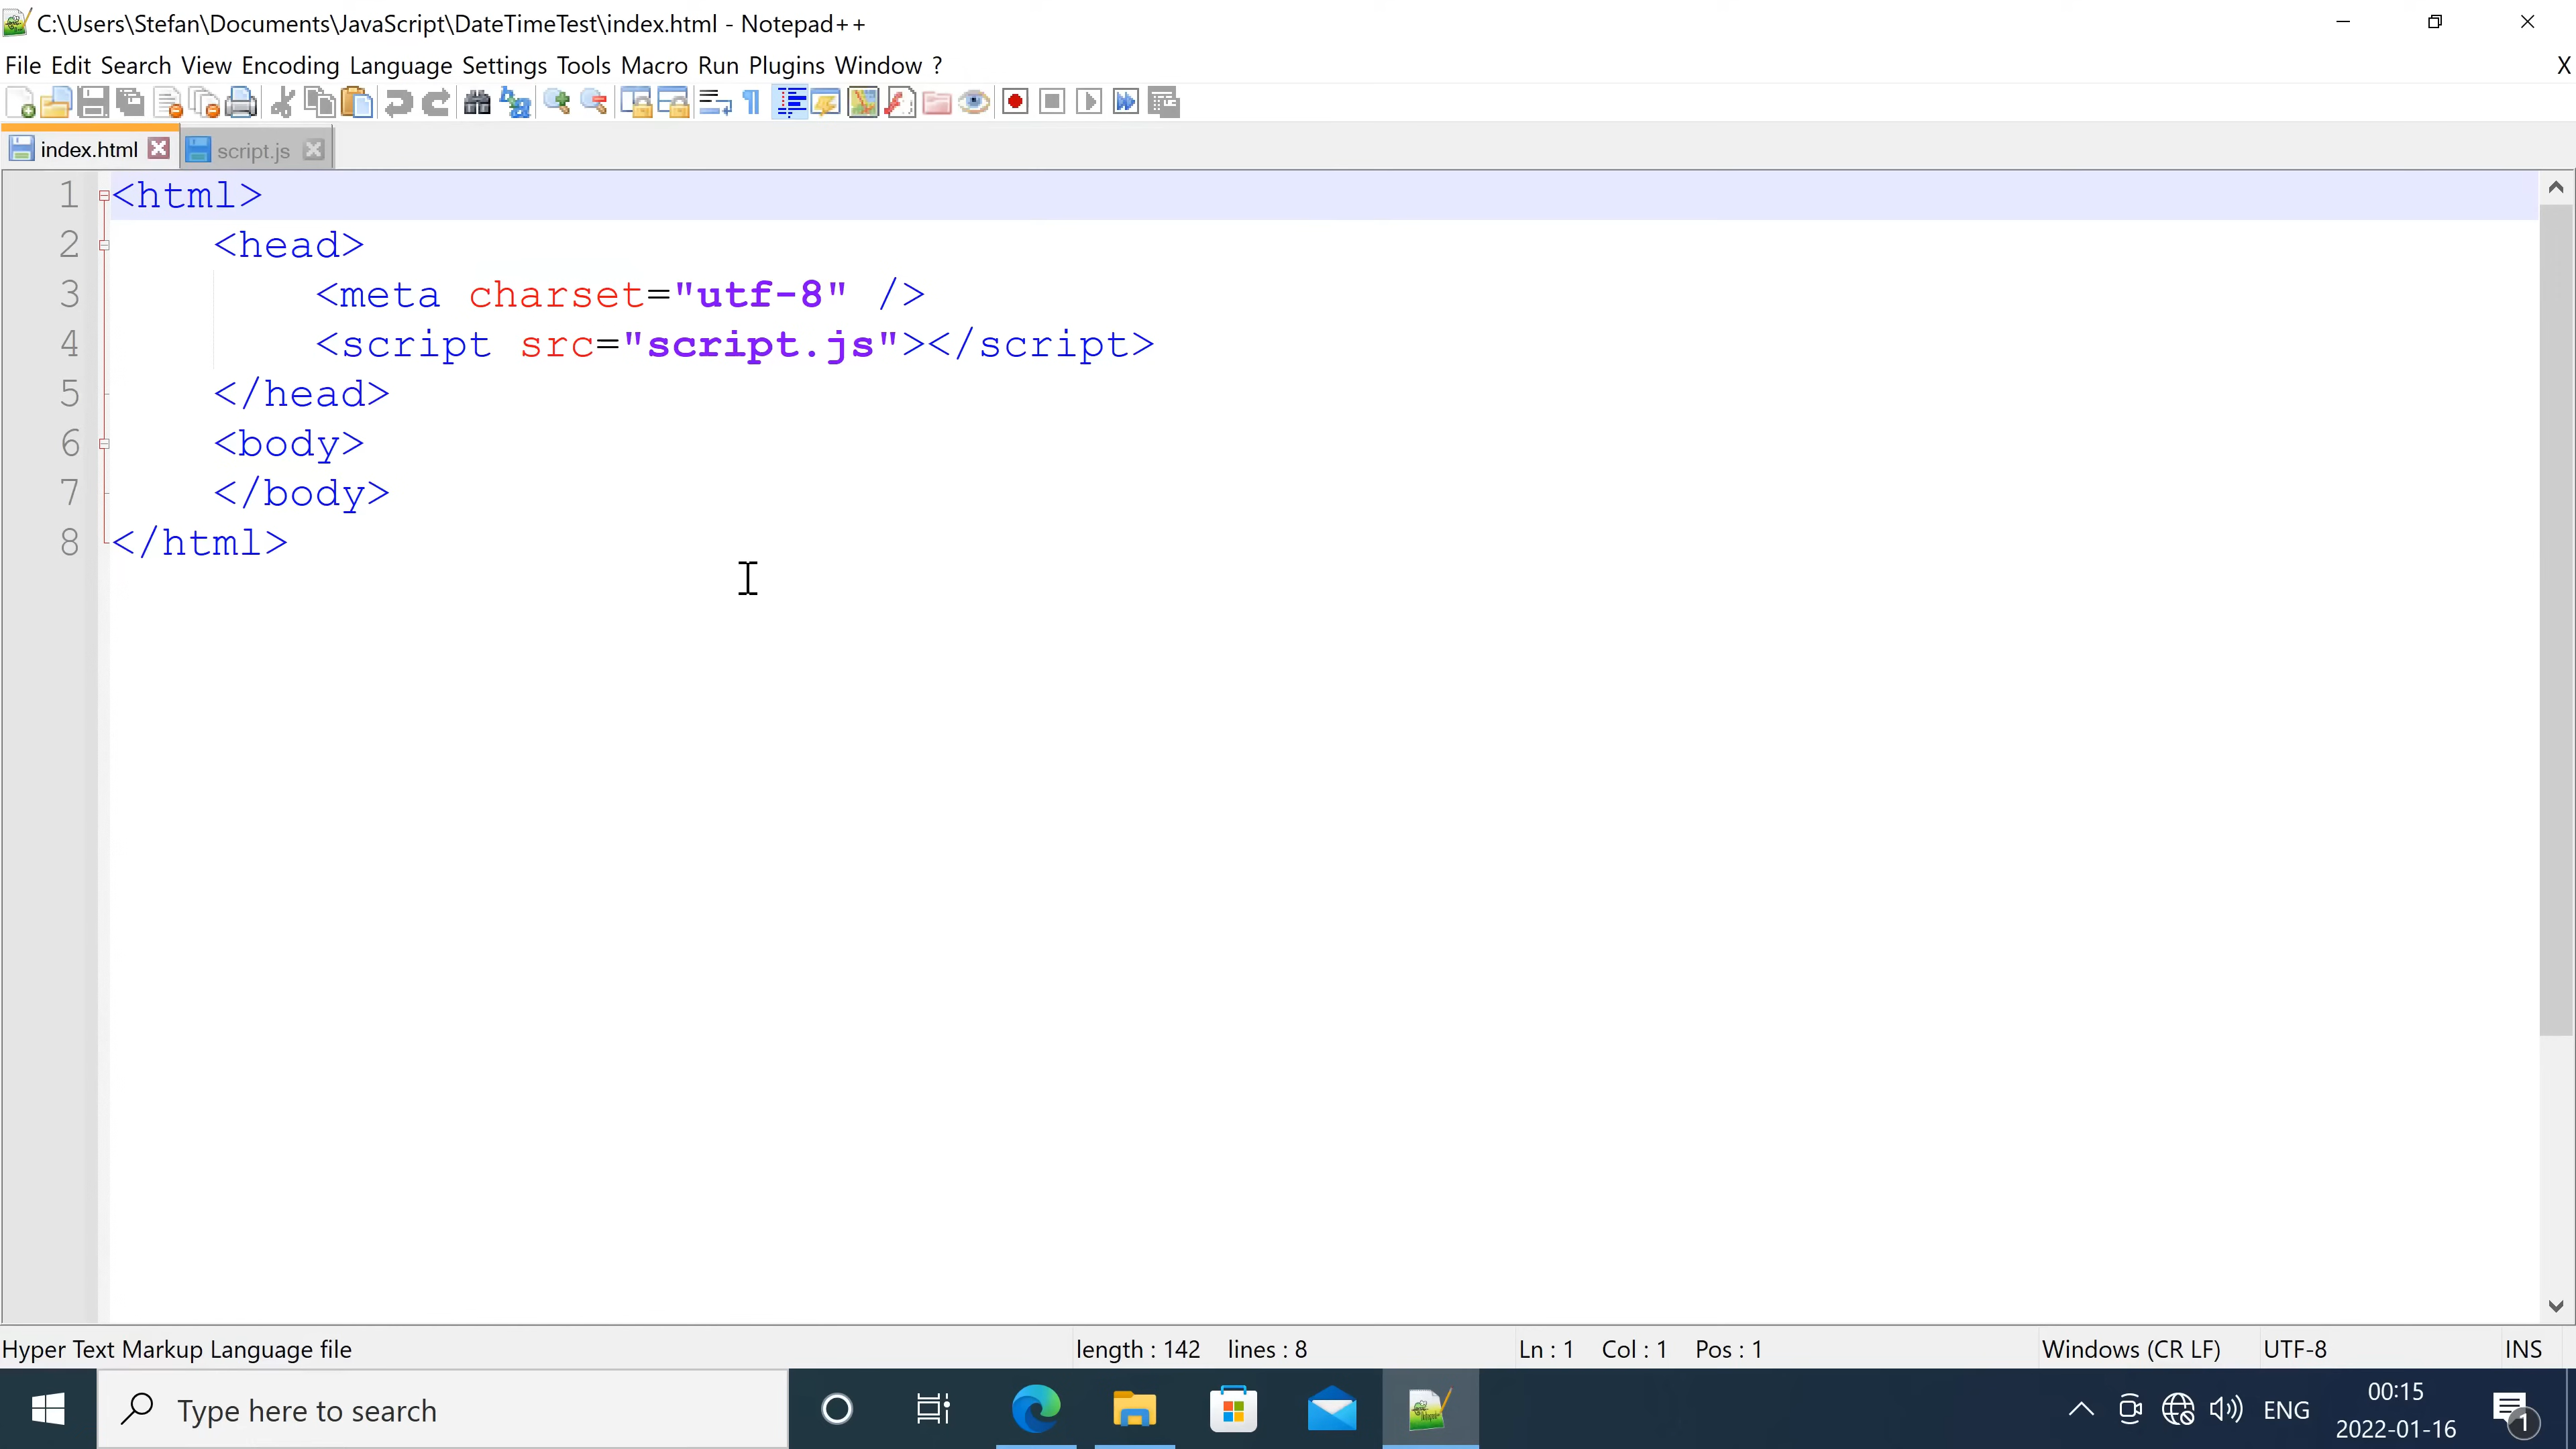 C:\Users\Stefan\Documents\JavaScript\DateTimeTest\index.html - Notepad++
File Edit Search View Encoding Language Settings Tools Macro Run Plugins Window ? X
index.html script.js
1 <html>
2 <head>
3 <meta charset="utf-8" />
4 <script src="script.js"></script>
5 </head>
6 <body>
7 </body>
8 </html>
Hyper Text Markup Language file length : 142 lines : 8 Ln : 1 Col : 1 Pos : 1 Windows (CR LF) UTF-8 INS
Type here to search ENG 00:15
2022-01-16 1